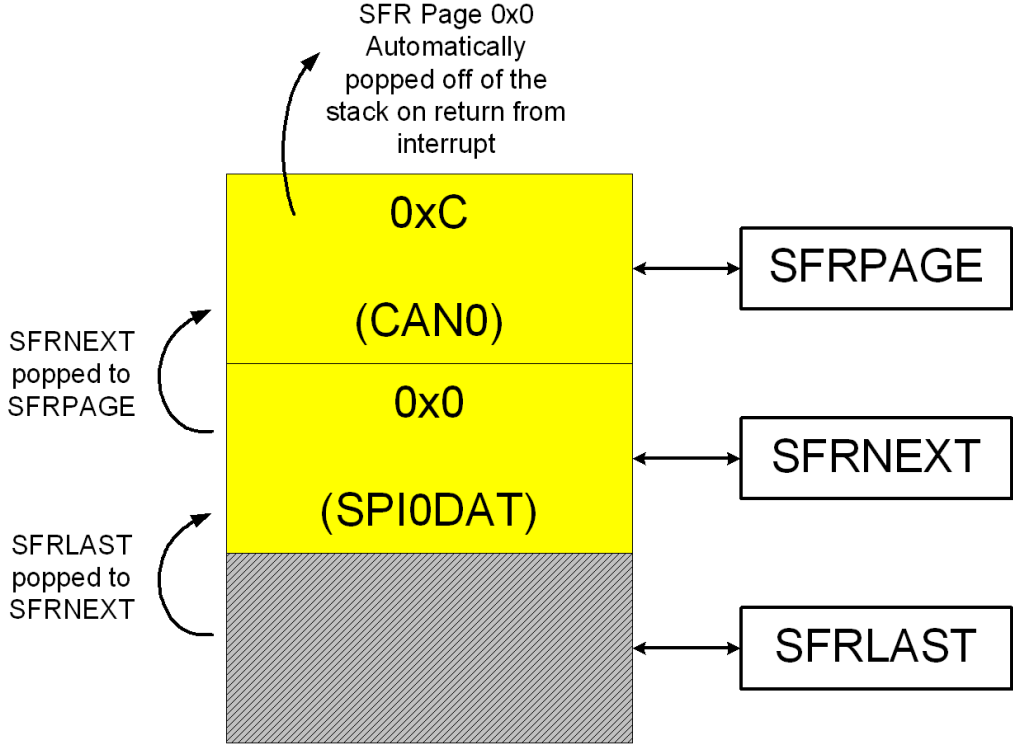 SFR Page 0x0
Automatically
popped off of the
stack on return from
interrupt
0xC
(CAN0)
SFRPAGE
SFRNEXT
popped to
SFRPAGE
0x0
(SPI0DAT)
SFRNEXT
SFRLAST
popped to
SFRNEXT
SFRLAST